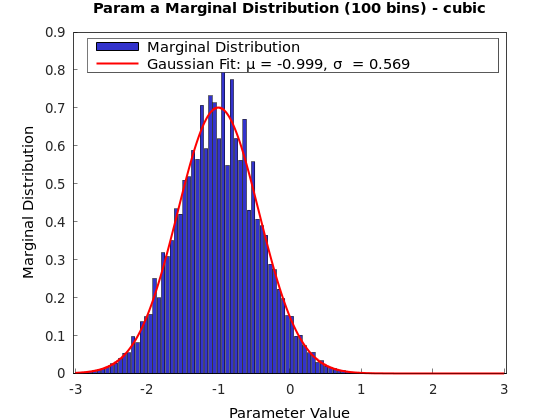 Param a Marginal Distribution (100 bins) - cubic
0.9
0.8
0.7
0.6
0.5
0.4
0.3
0.2
0.1
0
Marginal Distribution
Marginal Distribution
Gaussian Fit: μ = -0.999, σ = 0.569
-3 -2 -1 0 1 2 3
Parameter Value